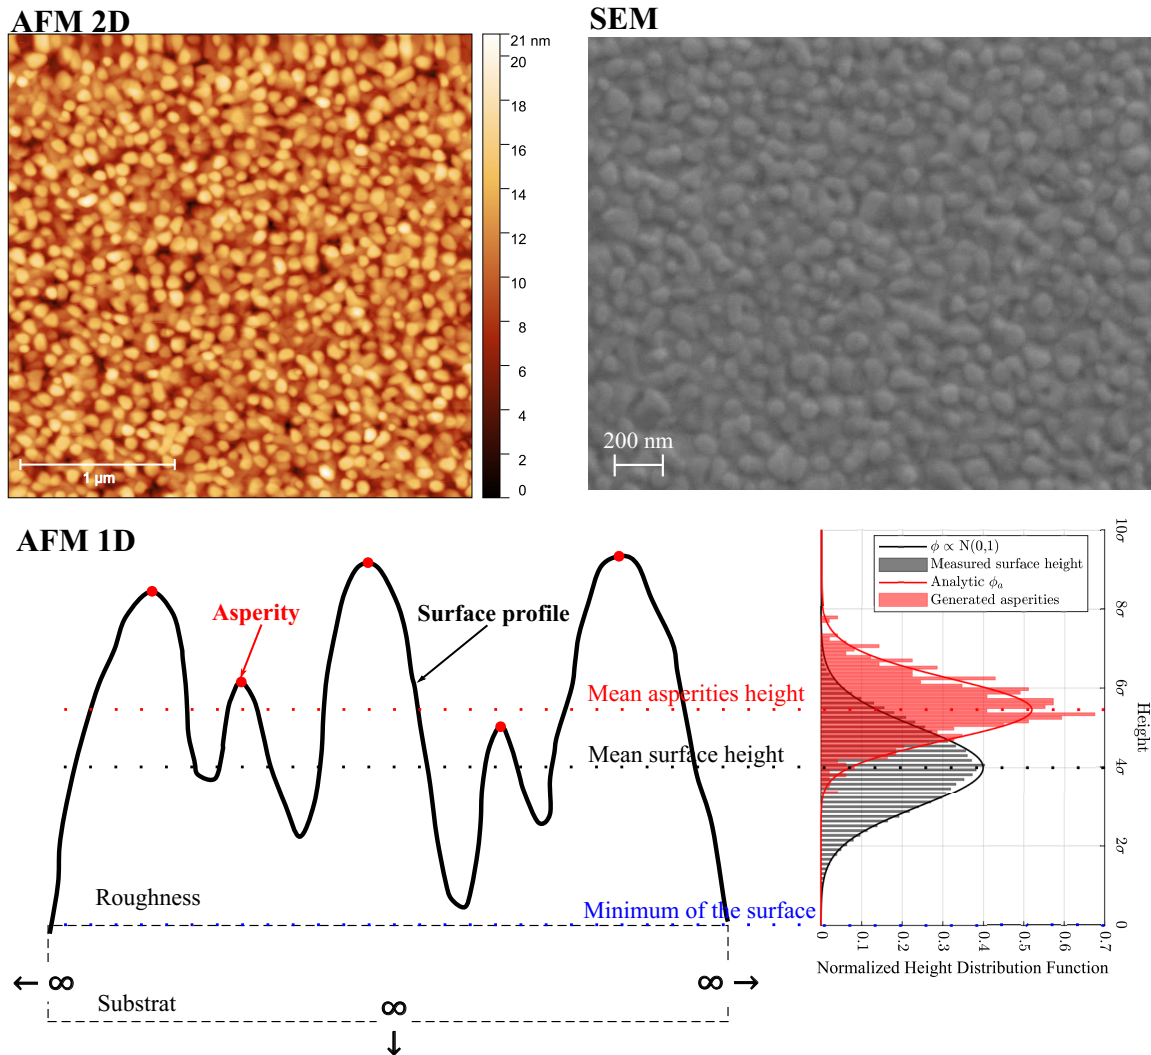 AFM 2D
21 nm
20
18
16
14
12
10
8
6
4
2
0
1 µm
SEM
200 nm
AFM 1D
Asperity
Surface profile
Mean asperities height
Mean surface height
Roughness
Minimum of the surface
← ∞
∞ →
Substrat
∞
↓
ϕ ∝ N(0,1)
Measured surface height
Analytic ϕₐ
Generated asperities
10σ
8σ
6σ
4σ
2σ
0
Height
0
0.1
0.2
0.3
0.4
0.5
0.6
0.7
Normalized Height Distribution Function